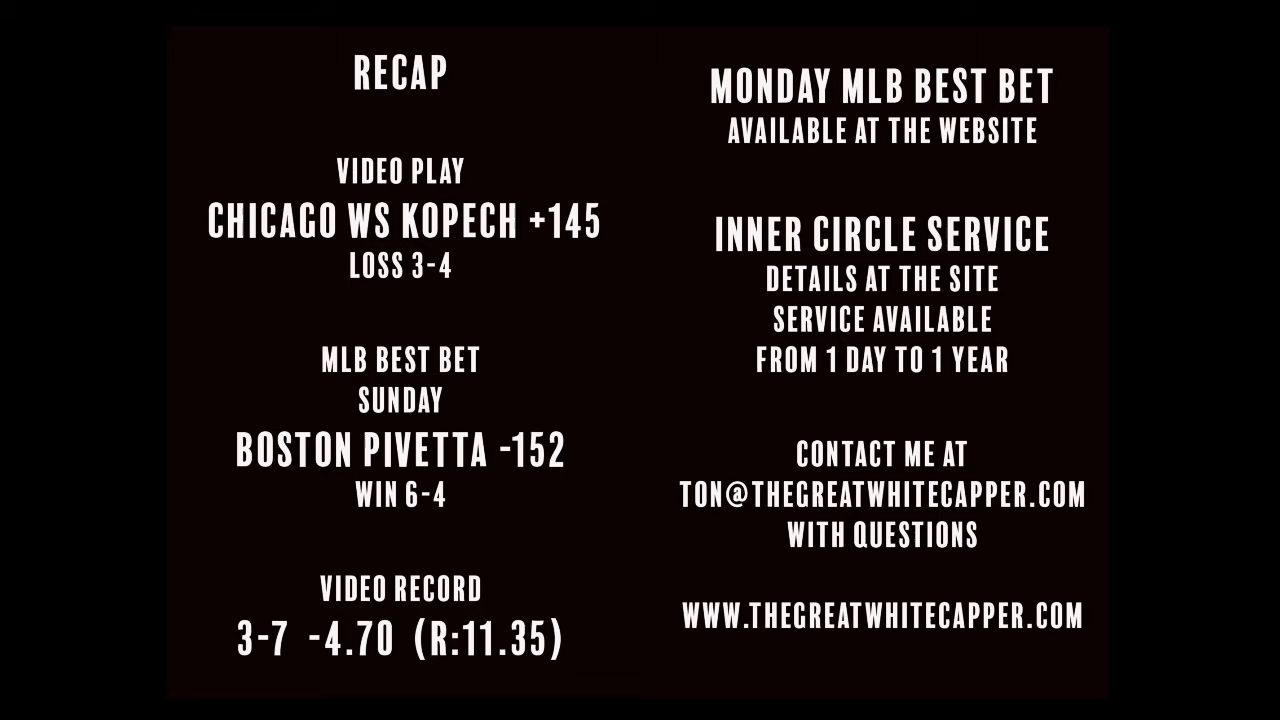 RECAP
VIDEO PLAY
CHICAGO WS KOPECH +145
LOSS 3-4
MLB BEST BET
SUNDAY
BOSTON PIVETTA -152
WIN 6-4
VIDEO RECORD
3-7 -4.70 (R:11.35)
MONDAY MLB BEST BET
AVAILABLE AT THE WEBSITE
INNER CIRCLE SERVICE
DETAILS AT THE SITE
SERVICE AVAILABLE
FROM 1 DAY TO 1 YEAR
CONTACT ME AT
TON@THEGREATWHITECAPPER.COM
WITH QUESTIONS
WWW.THEGREATWHITECAPPER.COM